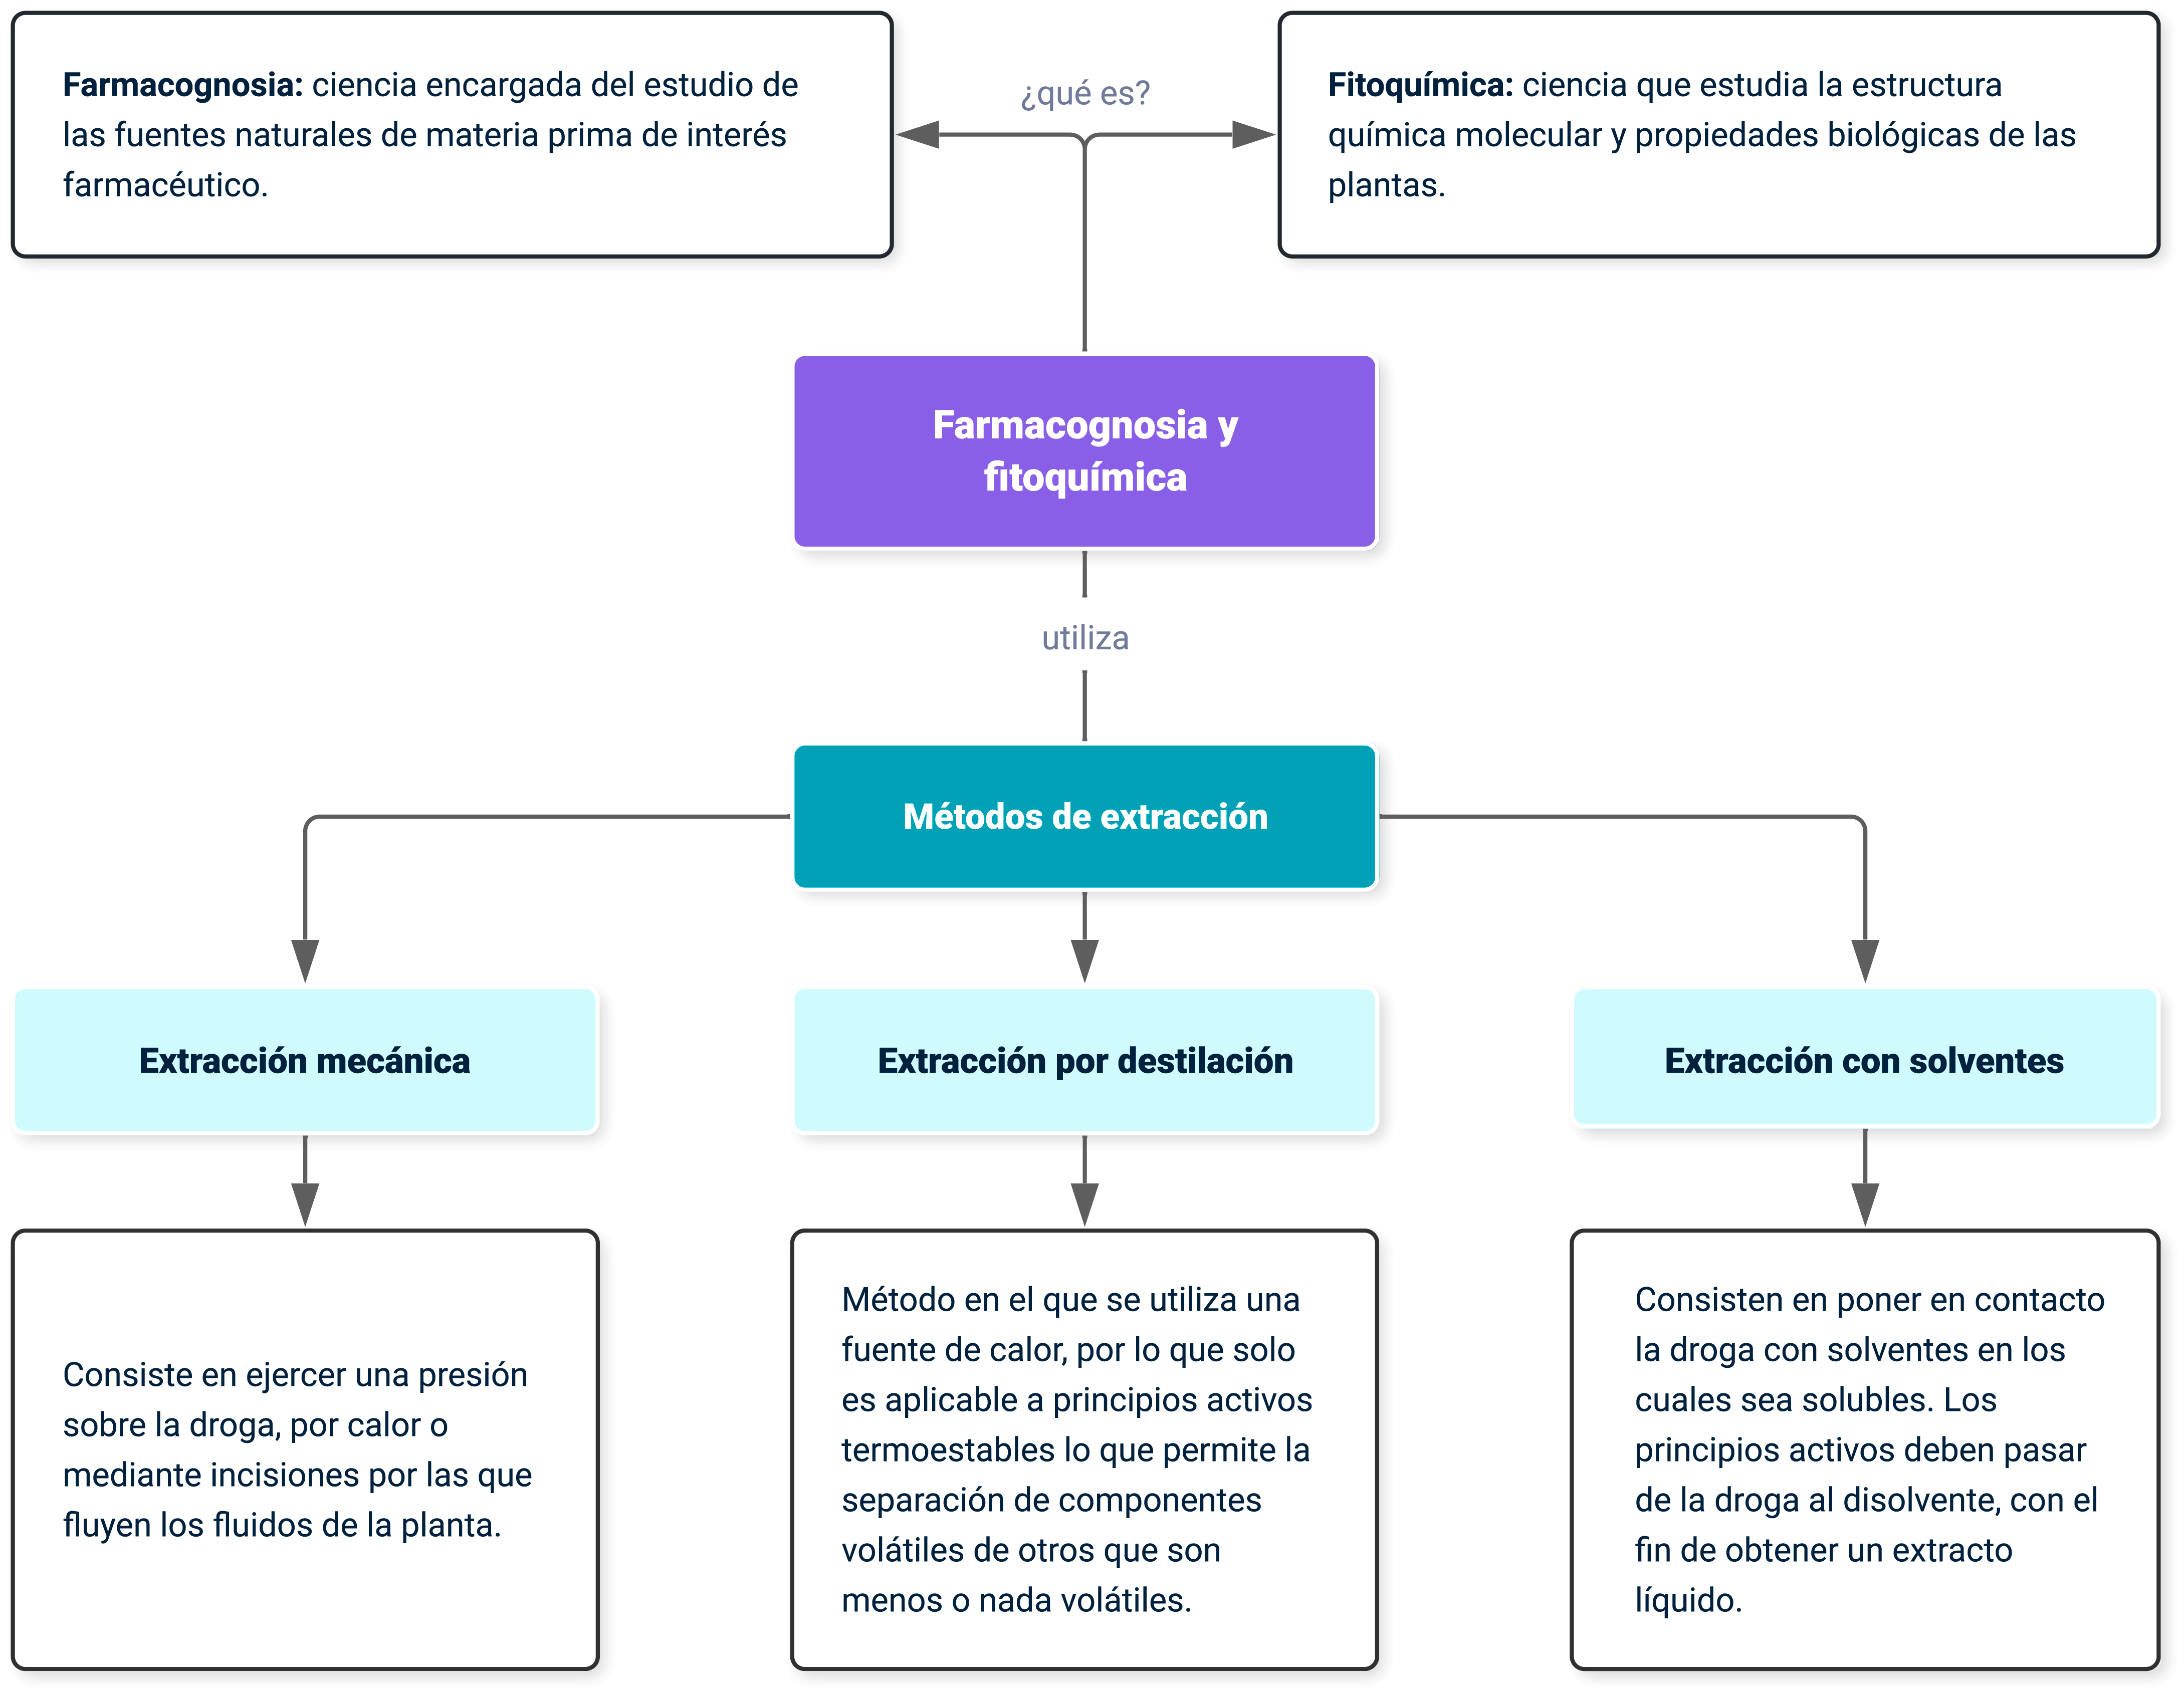 Farmacognosia: ciencia encargada del estudio de
las fuentes naturales de materia prima de interés
farmacéutico.
¿qué es?
Fitoquímica: ciencia que estudia la estructura
química molecular y propiedades biológicas de las
plantas.
Farmacognosia y
fitoquímica
utiliza
Métodos de extracción
Extracción mecánica
Extracción por destilación
Extracción con solventes
Consiste en ejercer una presión
sobre la droga, por calor o
mediante incisiones por las que
fluyen los fluidos de la planta.
Método en el que se utiliza una
fuente de calor, por lo que solo
es aplicable a principios activos
termoestables lo que permite la
separación de componentes
volátiles de otros que son
menos o nada volátiles.
Consisten en poner en contacto
la droga con solventes en los
cuales sea solubles. Los
principios activos deben pasar
de la droga al disolvente, con el
fin de obtener un extracto
líquido.